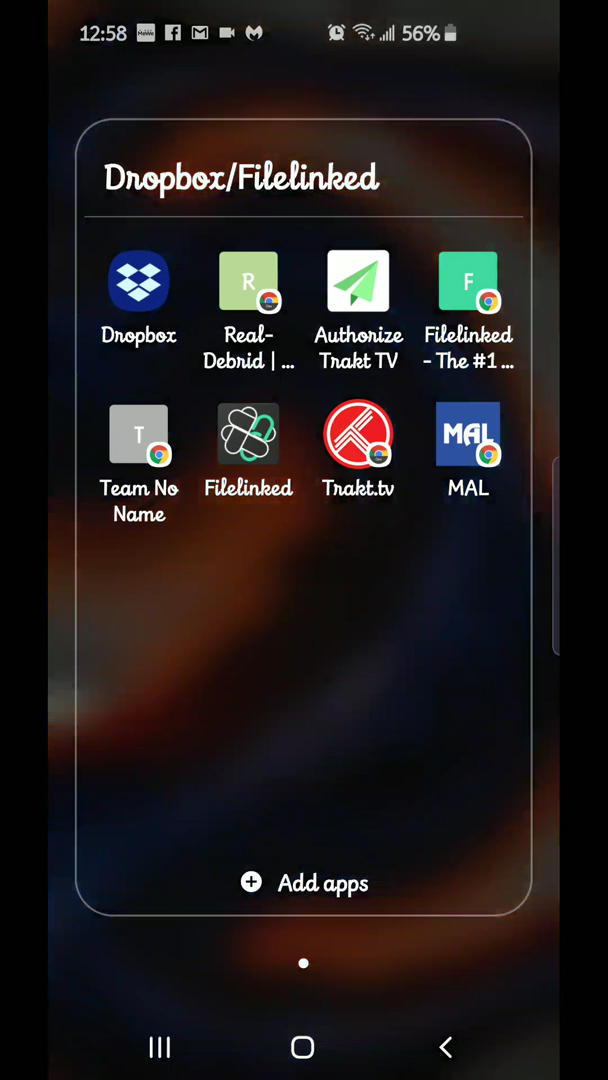 12:58 56%
Dropbox/Filelinked
R F
Dropbox Real- Authorize Filelinked
Debrid | ... Trakt TV - The #1 ...
T MAL
Team No Filelinked Trakt.tv MAL
Name
Add apps